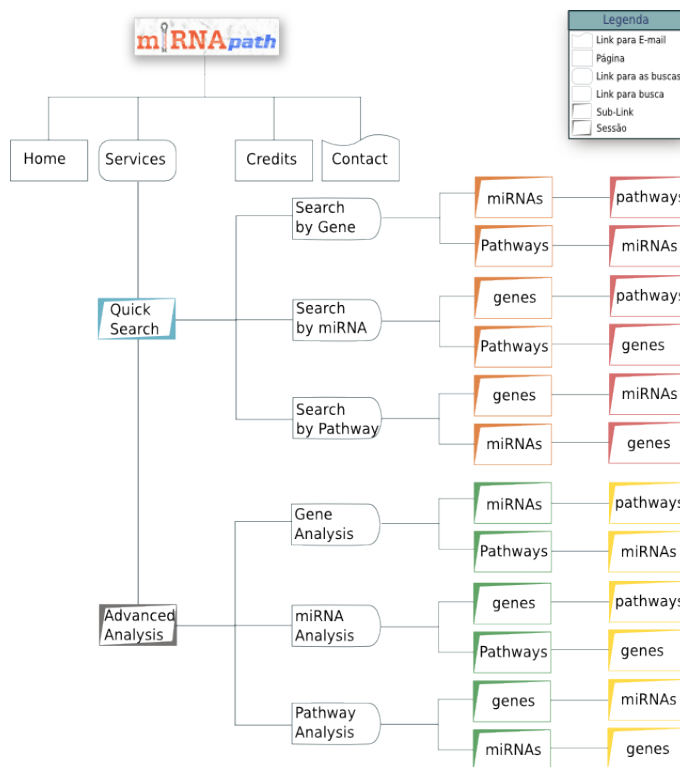 miRNApath
Legenda
Link para E-mail
Página
Link para as buscas
Link para busca
Sub-Link
Sessão
Home
Services
Credits
Contact
Quick
Search
Search
by Gene
miRNAs
pathways
Pathways
miRNAs
Search
by miRNA
genes
pathways
Pathways
genes
Search
by Pathway
genes
miRNAs
miRNAs
genes
Advanced
Analysis
Gene
Analysis
miRNAs
pathways
Pathways
miRNAs
miRNA
Analysis
genes
pathways
Pathways
genes
Pathway
Analysis
genes
miRNAs
miRNAs
genes